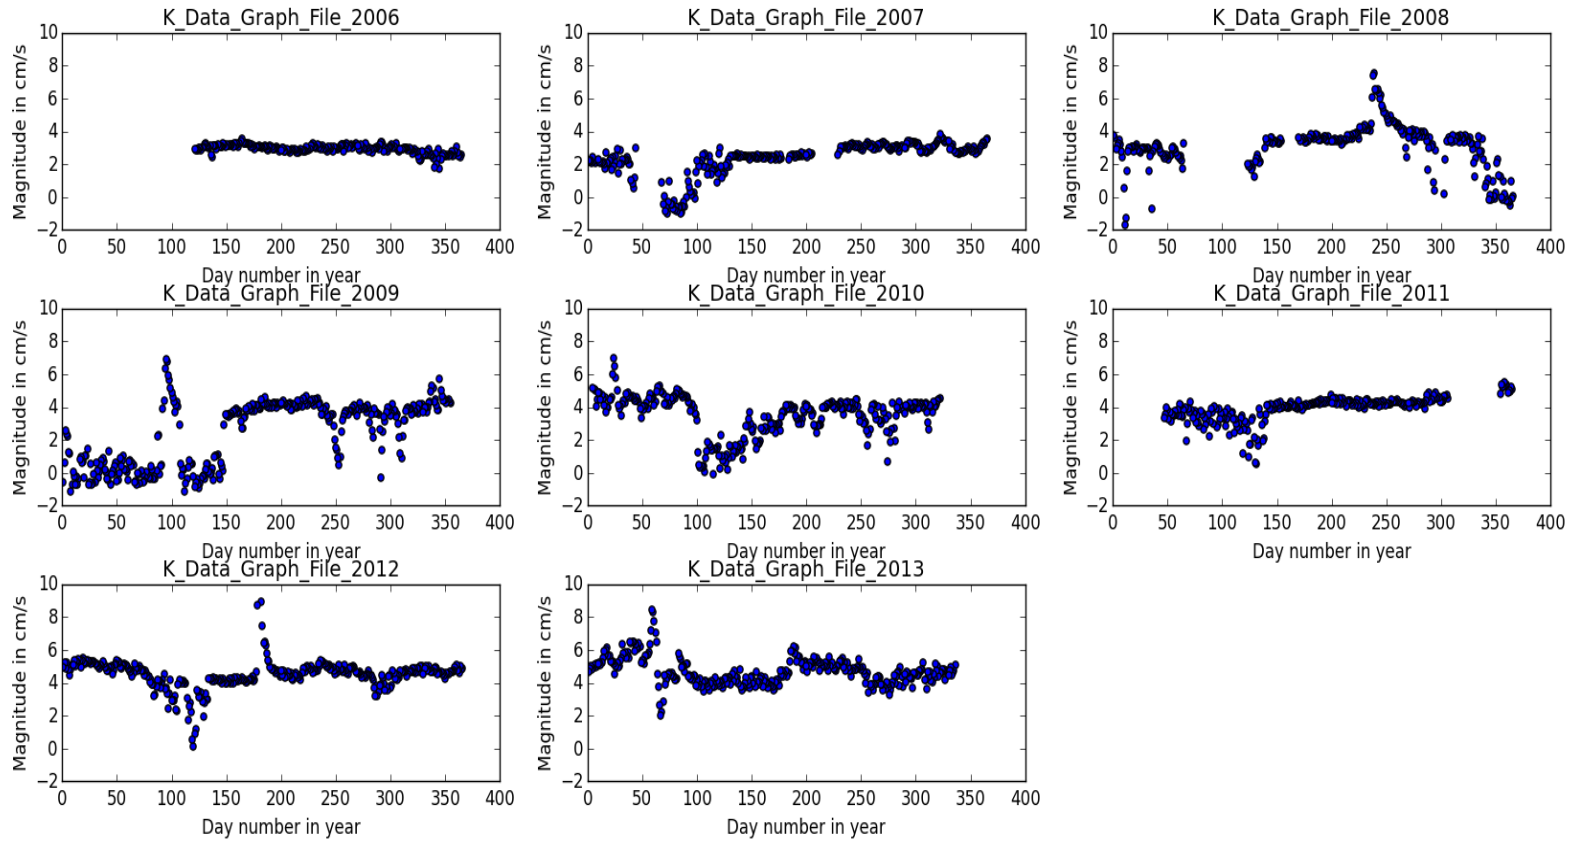 K_Data_Graph_File_2006
10
8
6
4
2
0
−2
Magnitude in cm/s
0 50 100 150 200 250 300 350 400
Day number in year
K_Data_Graph_File_2007
10
8
6
4
2
0
−2
Magnitude in cm/s
0 50 100 150 200 250 300 350 400
Day number in year
K_Data_Graph_File_2008
10
8
6
4
2
0
−2
Magnitude in cm/s
0 50 100 150 200 250 300 350 400
Day number in year
K_Data_Graph_File_2009
10
8
6
4
2
0
−2
Magnitude in cm/s
0 50 100 150 200 250 300 350 400
Day number in year
K_Data_Graph_File_2010
10
8
6
4
2
0
−2
Magnitude in cm/s
0 50 100 150 200 250 300 350 400
Day number in year
K_Data_Graph_File_2011
10
8
6
4
2
0
−2
Magnitude in cm/s
0 50 100 150 200 250 300 350 400
Day number in year
K_Data_Graph_File_2012
10
8
6
4
2
0
−2
Magnitude in cm/s
0 50 100 150 200 250 300 350 400
Day number in year
K_Data_Graph_File_2013
10
8
6
4
2
0
−2
Magnitude in cm/s
0 50 100 150 200 250 300 350 400
Day number in year